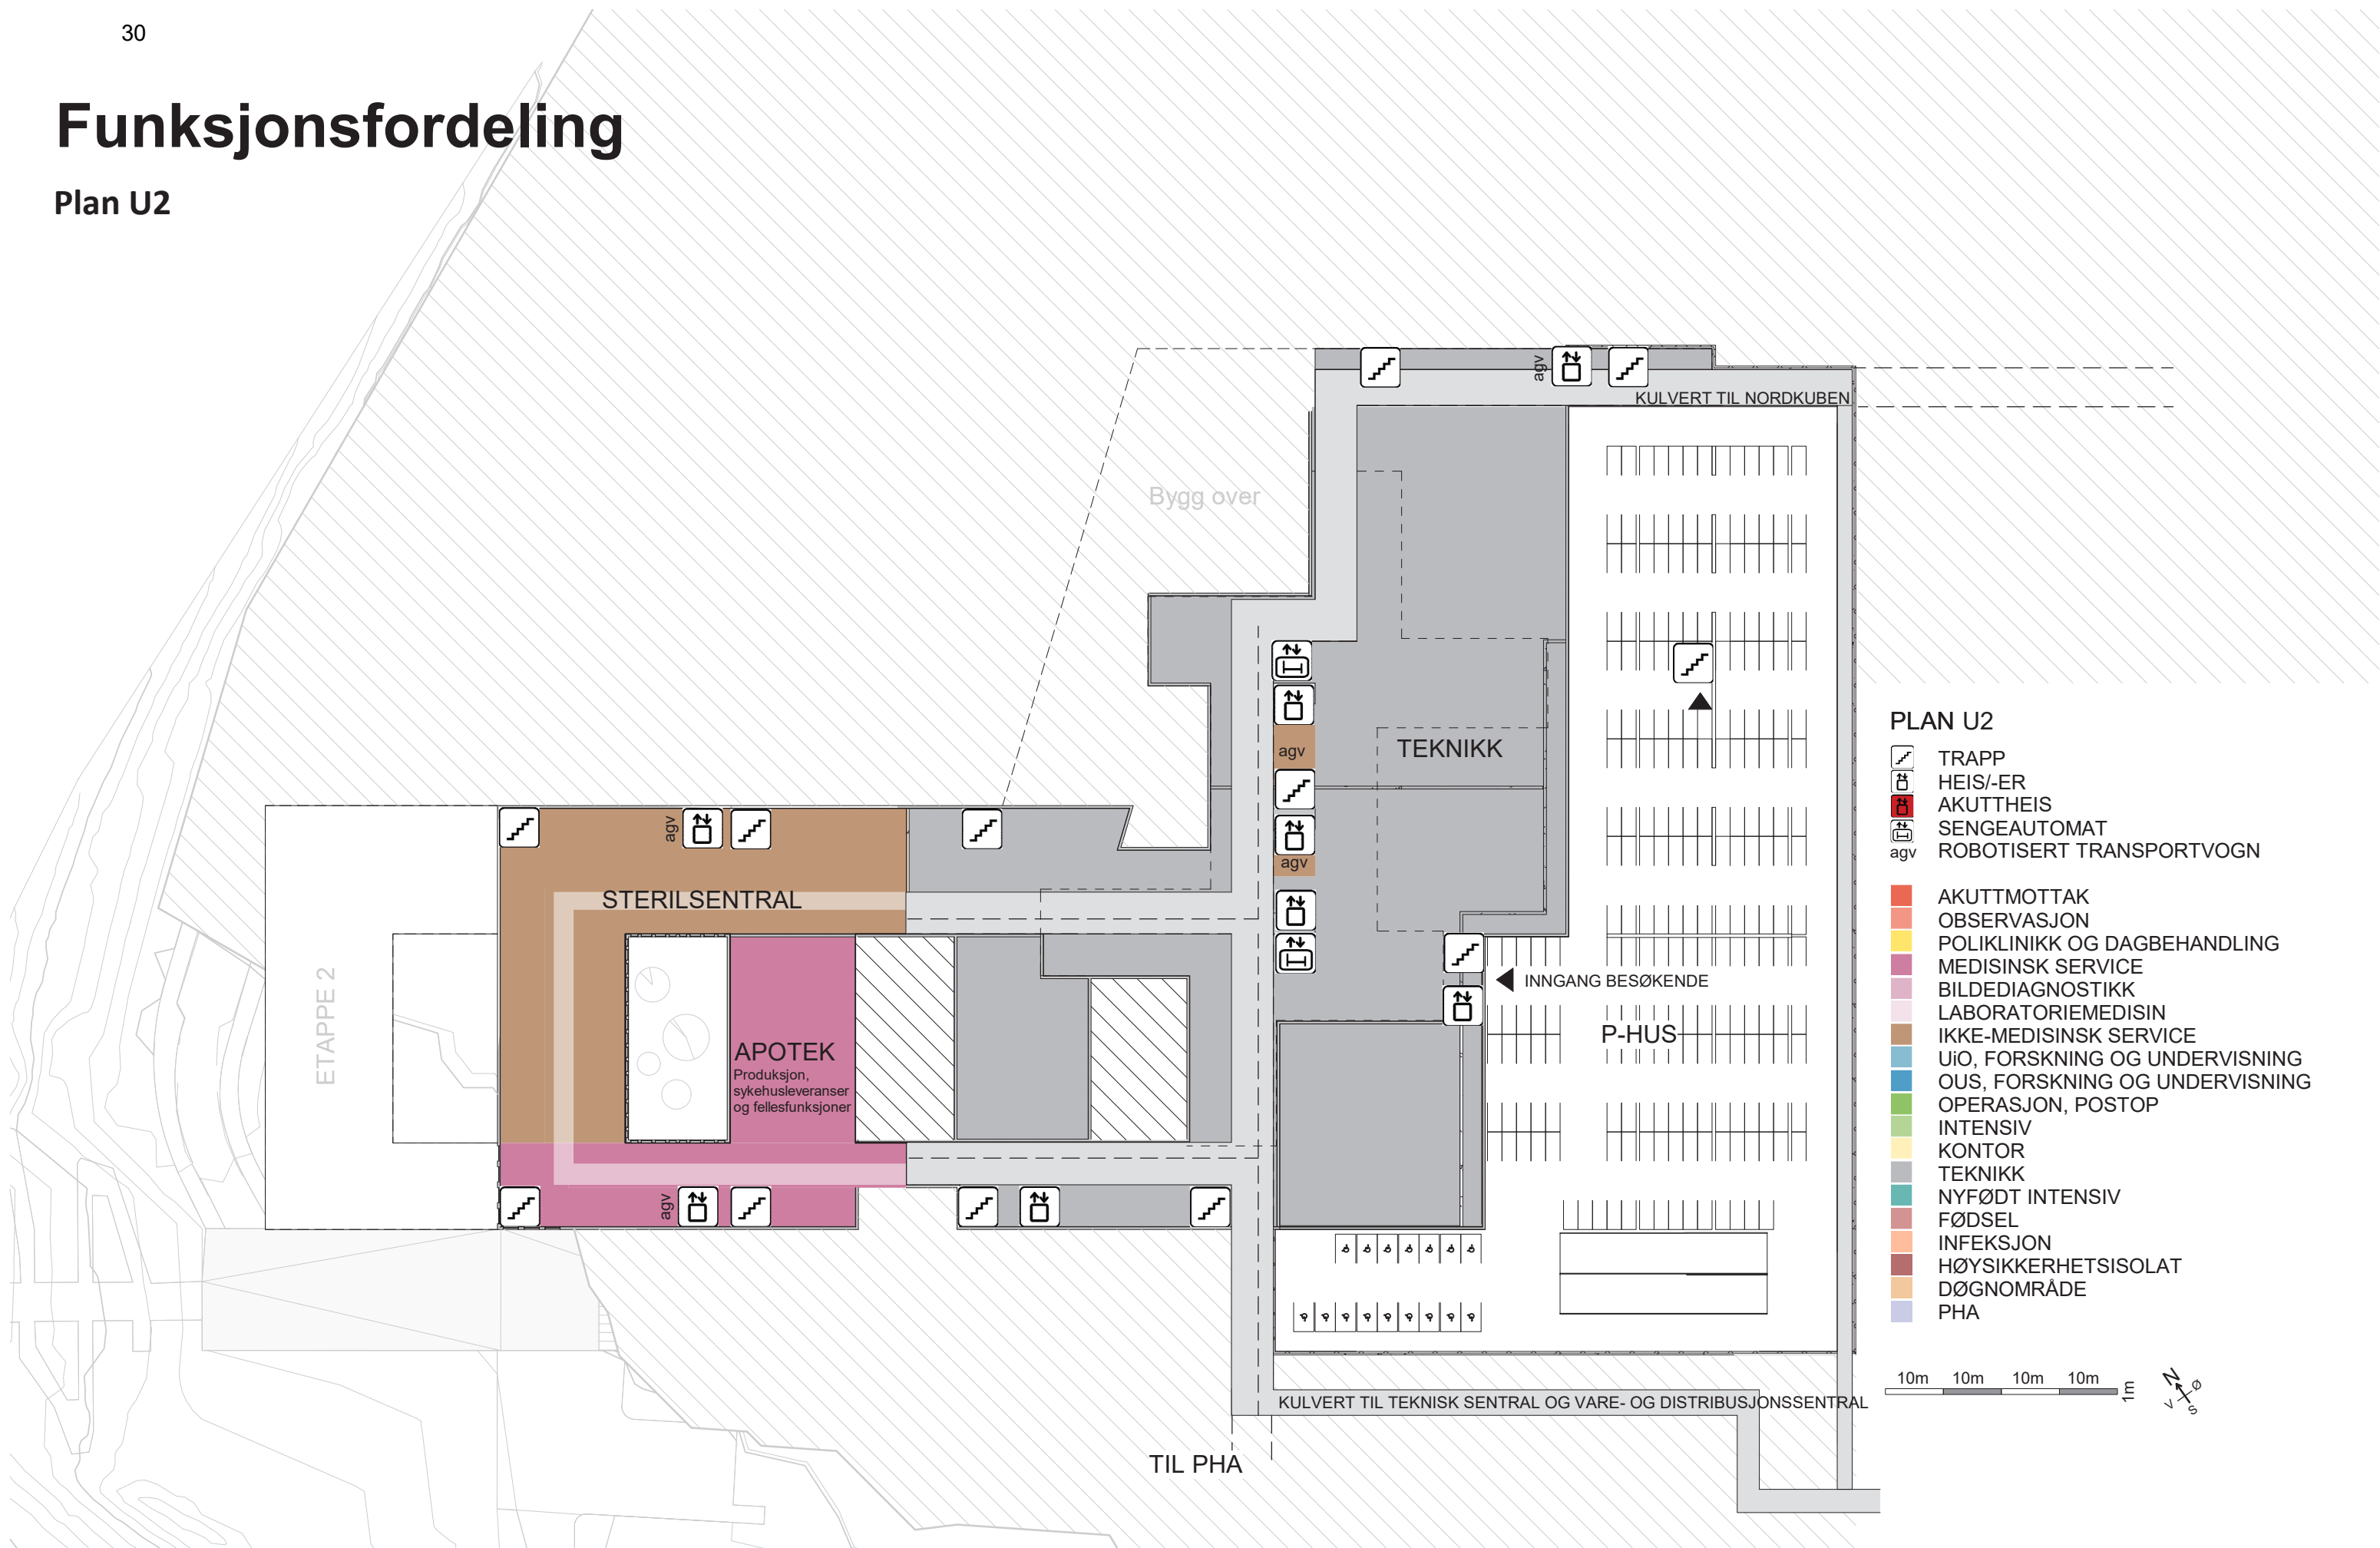 30
Funksjonsfordeling
Plan U2
agv
KULVERT TIL NORDKUBEN
Bygg over
agv
TEKNIKK
agv
agv
STERILSENTRAL
ETAPPE 2
INNGANG BESØKENDE
P-HUS
APOTEK
Produksjon,
sykehusleveranser
og fellesfunksjoner
agv
KULVERT TIL TEKNISK SENTRAL OG VARE- OG DISTRIBUSJONSSENTRAL
TIL PHA
PLAN U2
TRAPP
HEIS/-ER
AKUTTHEIS
SENGEAUTOMAT
agv ROBOTISERT TRANSPORTVOGN
AKUTTMOTTAK
OBSERVASJON
POLIKLINIKK OG DAGBEHANDLING
MEDISINSK SERVICE
BILDEDIAGNOSTIKK
LABORATORIEMEDISIN
IKKE-MEDISINSK SERVICE
UiO, FORSKNING OG UNDERVISNING
OUS, FORSKNING OG UNDERVISNING
OPERASJON, POSTOP
INTENSIV
KONTOR
TEKNIKK
NYFØDT INTENSIV
FØDSEL
INFEKSJON
HØYSIKKERHETSISOLAT
DØGNOMRÅDE
PHA
10m 10m 10m 10m
1m
N
Ø
V
S